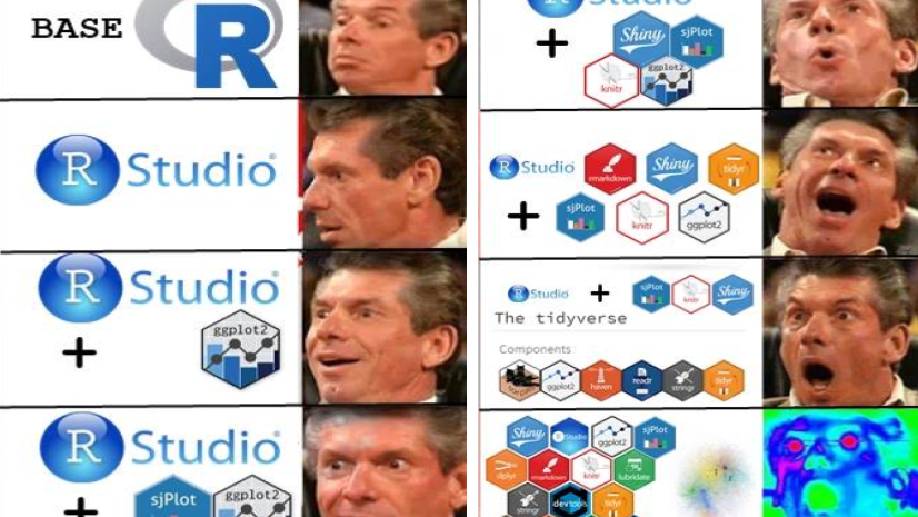 BASE R
R Studio
R Studio
ggplot2
+
R Studio
+
sjPlot ggplot2
Studio
+
Shiny sjPlot
knitr ggplot2
R Studio rmarkdown Shiny tidyr
+
sjPlot knitr ggplot2
R Studio + sjPlot knitr Shiny
The tidyverse
Components
ggplot2 haven readr stringr tidyr
Shiny R Studio ggplot2 sjPlot
dplyr rmarkdown knitr lubridate
stringr devtools tidyr